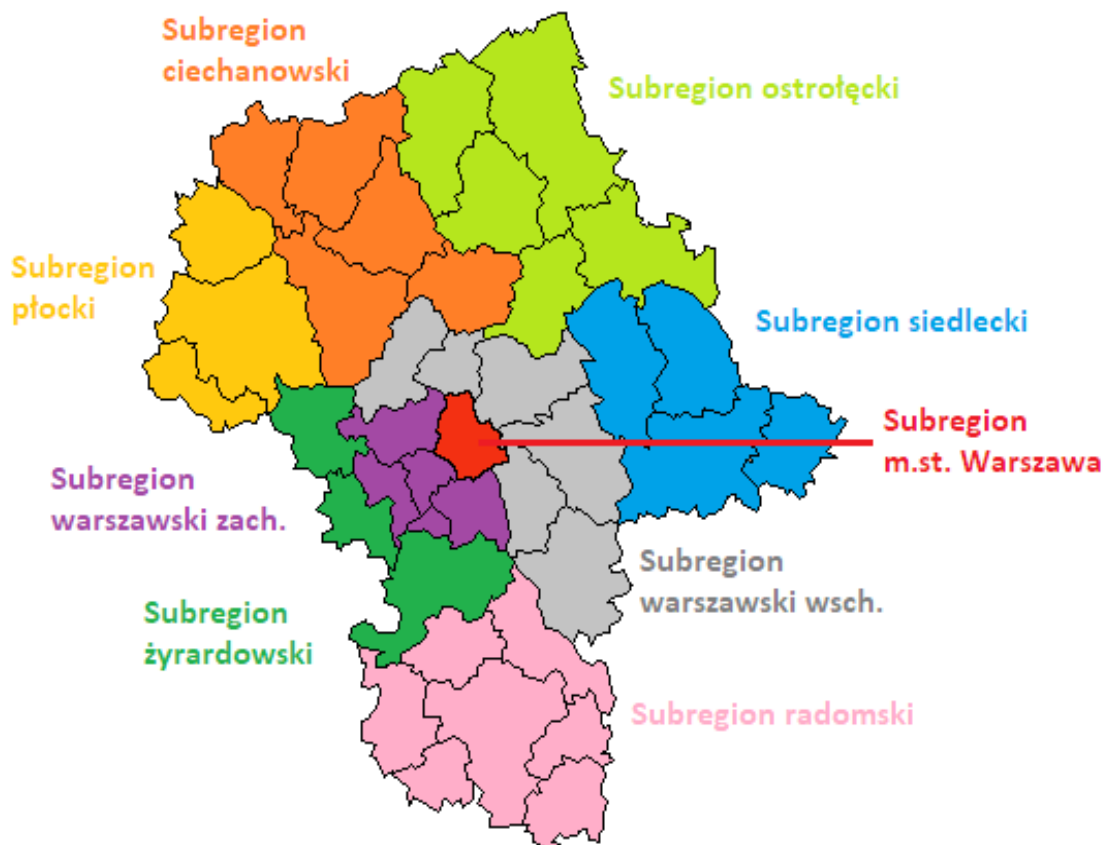 Subregion
ciechanowski
Subregion ostrołęcki
Subregion
płocki
Subregion siedlecki
Subregion
m.st. Warszawa
Subregion
warszawski zach.
Subregion
warszawski wsch.
Subregion
żyrardowski
Subregion radomski